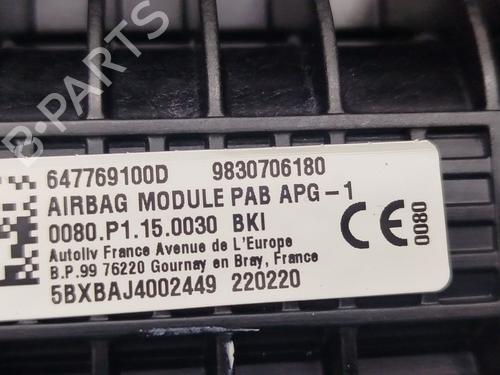 B-PARTS
647769100D 9830706180
AIRBAG MODULE PAB APG-1
0080.P1.15.0030 BKI
Autoliv France Avenue de L'Europe
B.P.99 76220 Gournay en Bray, France
5BXBAJ4002449 220220
CE 0080